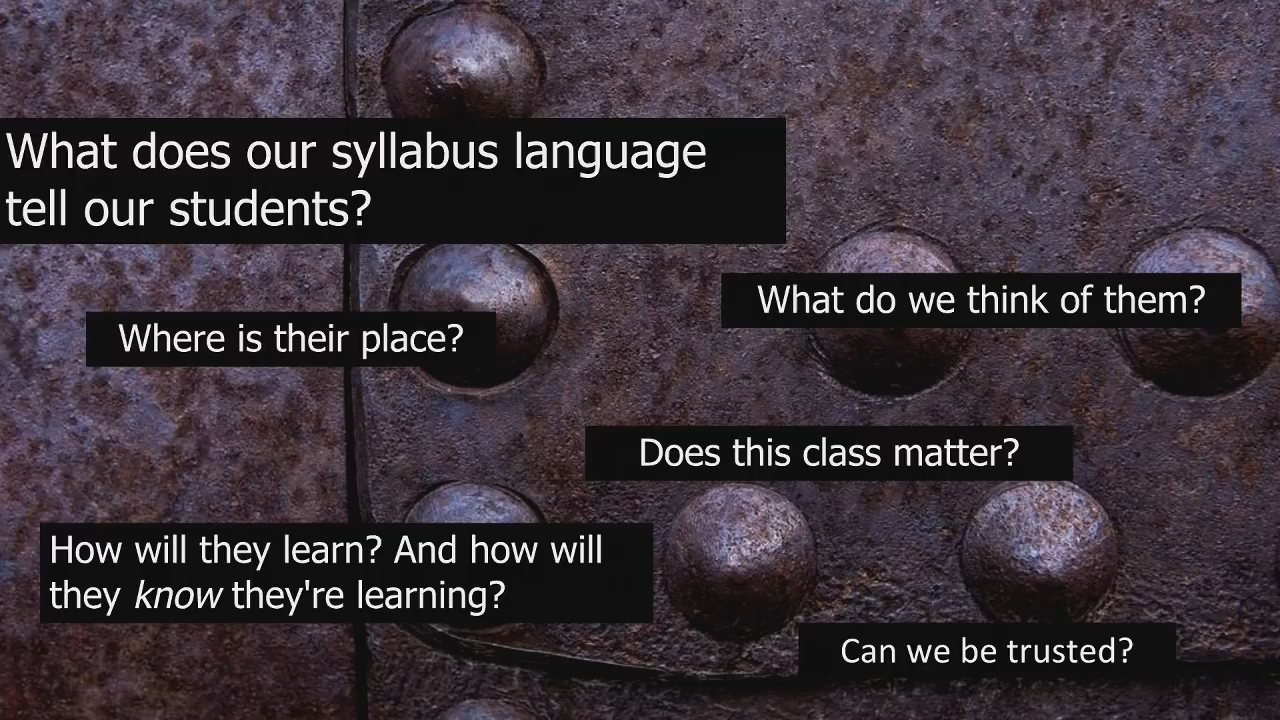 What does our syllabus language
tell our students?
What do we think of them?
Where is their place?
Does this class matter?
How will they learn? And how will
they know they're learning?
Can we be trusted?